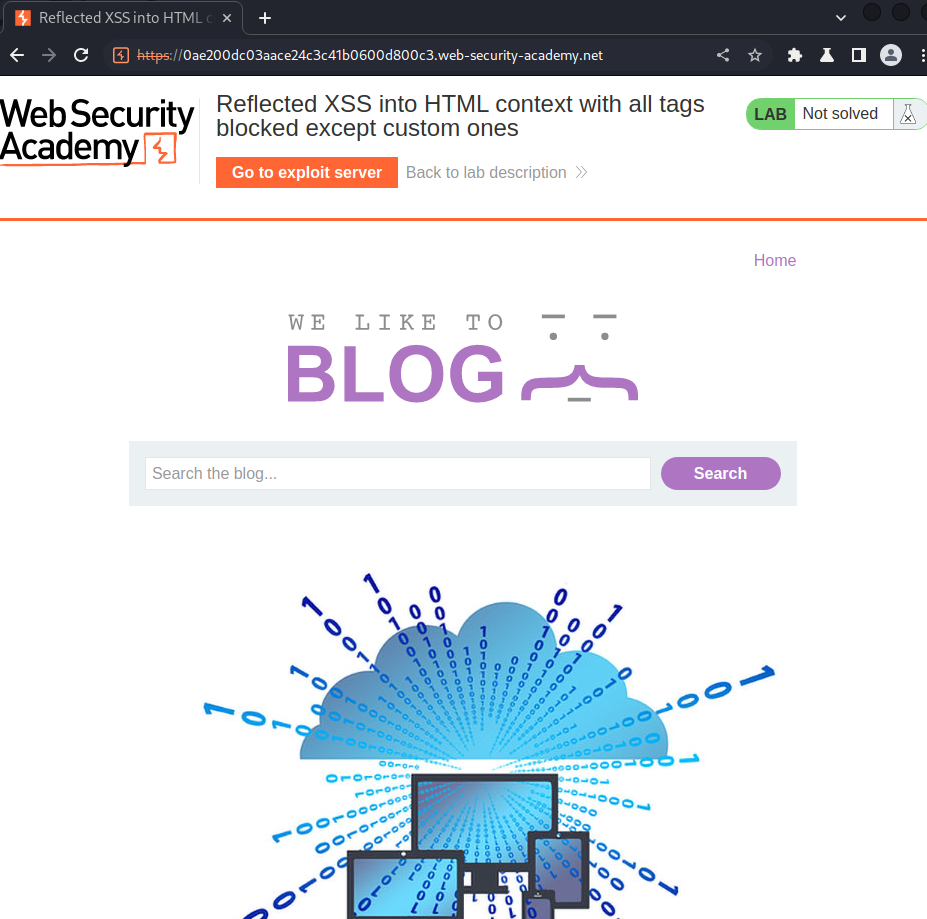 Reflected XSS into HTML c
https://0ae200dc03aace24c3c41b0600d800c3.web-security-academy.net
Web Security
Academy
Reflected XSS into HTML context with all tags
blocked except custom ones
LAB Not solved
Go to exploit server Back to lab description
Home
WE LIKE TO
BLOG
Search the blog... Search